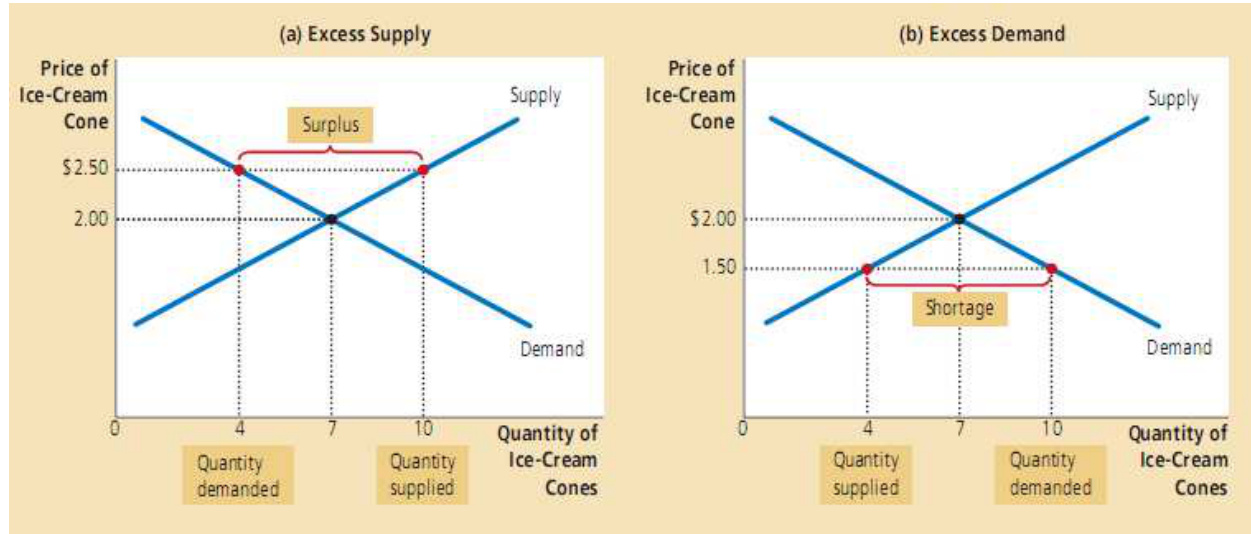 (a) Excess Supply
Price of
Ice-Cream
Cone
Supply
Surplus
$2.50
2.00
Demand
0
4
7
10
Quantity of
Ice-Cream
Cones
Quantity
demanded
Quantity
supplied
(b) Excess Demand
Price of
Ice-Cream
Cone
Supply
$2.00
1.50
Shortage
Demand
0
4
7
10
Quantity of
Ice-Cream
Cones
Quantity
supplied
Quantity
demanded